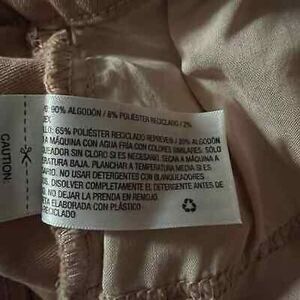 90% ALGODÓN / 8% POLIÉSTER RECICLADO / 2%
65% POLIÉSTER RECICLADO REPREVE® / 35% ALGODÓN
A MÁQUINA CON AGUA FRÍA CON COLORES SIMILARES. SÓLO
SIN CLORO SI ES NECESARIO. SECAR A MÁQUINA A
BAJA. PLANCHAR A TEMPERATURA MEDIA SI ES
NO USAR DETERGENTES CON BLANQUEADORES
DISOLVER COMPLETAMENTE EL DETERGENTE ANTES DE
NO DEJAR LA PRENDA EN REMOJO
ELABORADA CON PLÁSTICO
RECICLADO
CAUTION